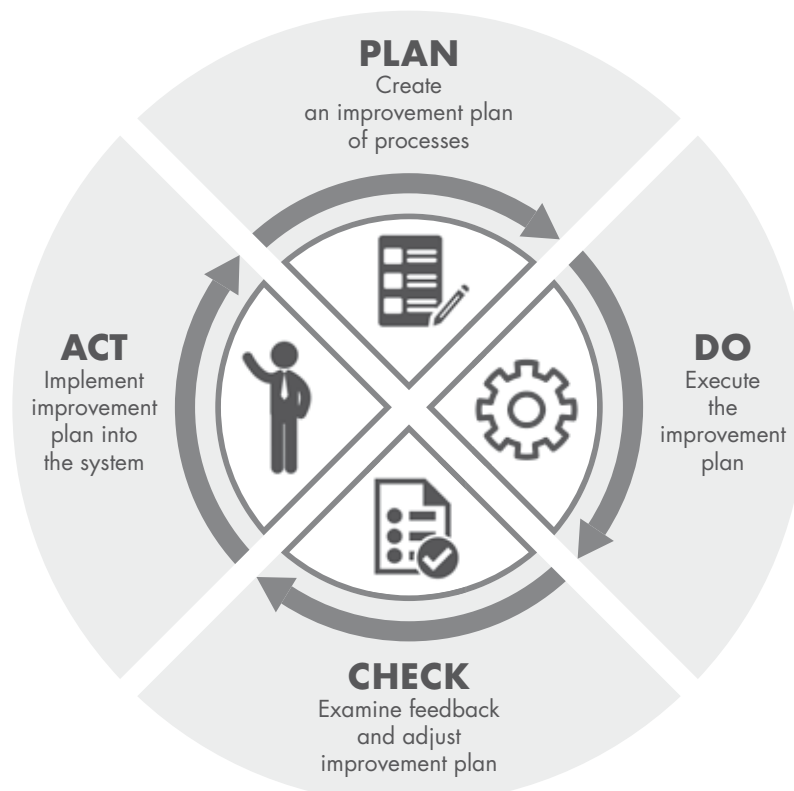 PLAN
Create
an improvement plan
of processes
DO
Execute
the
improvement
plan
CHECK
Examine feedback
and adjust
improvement plan
ACT
Implement
improvement
plan into
the system